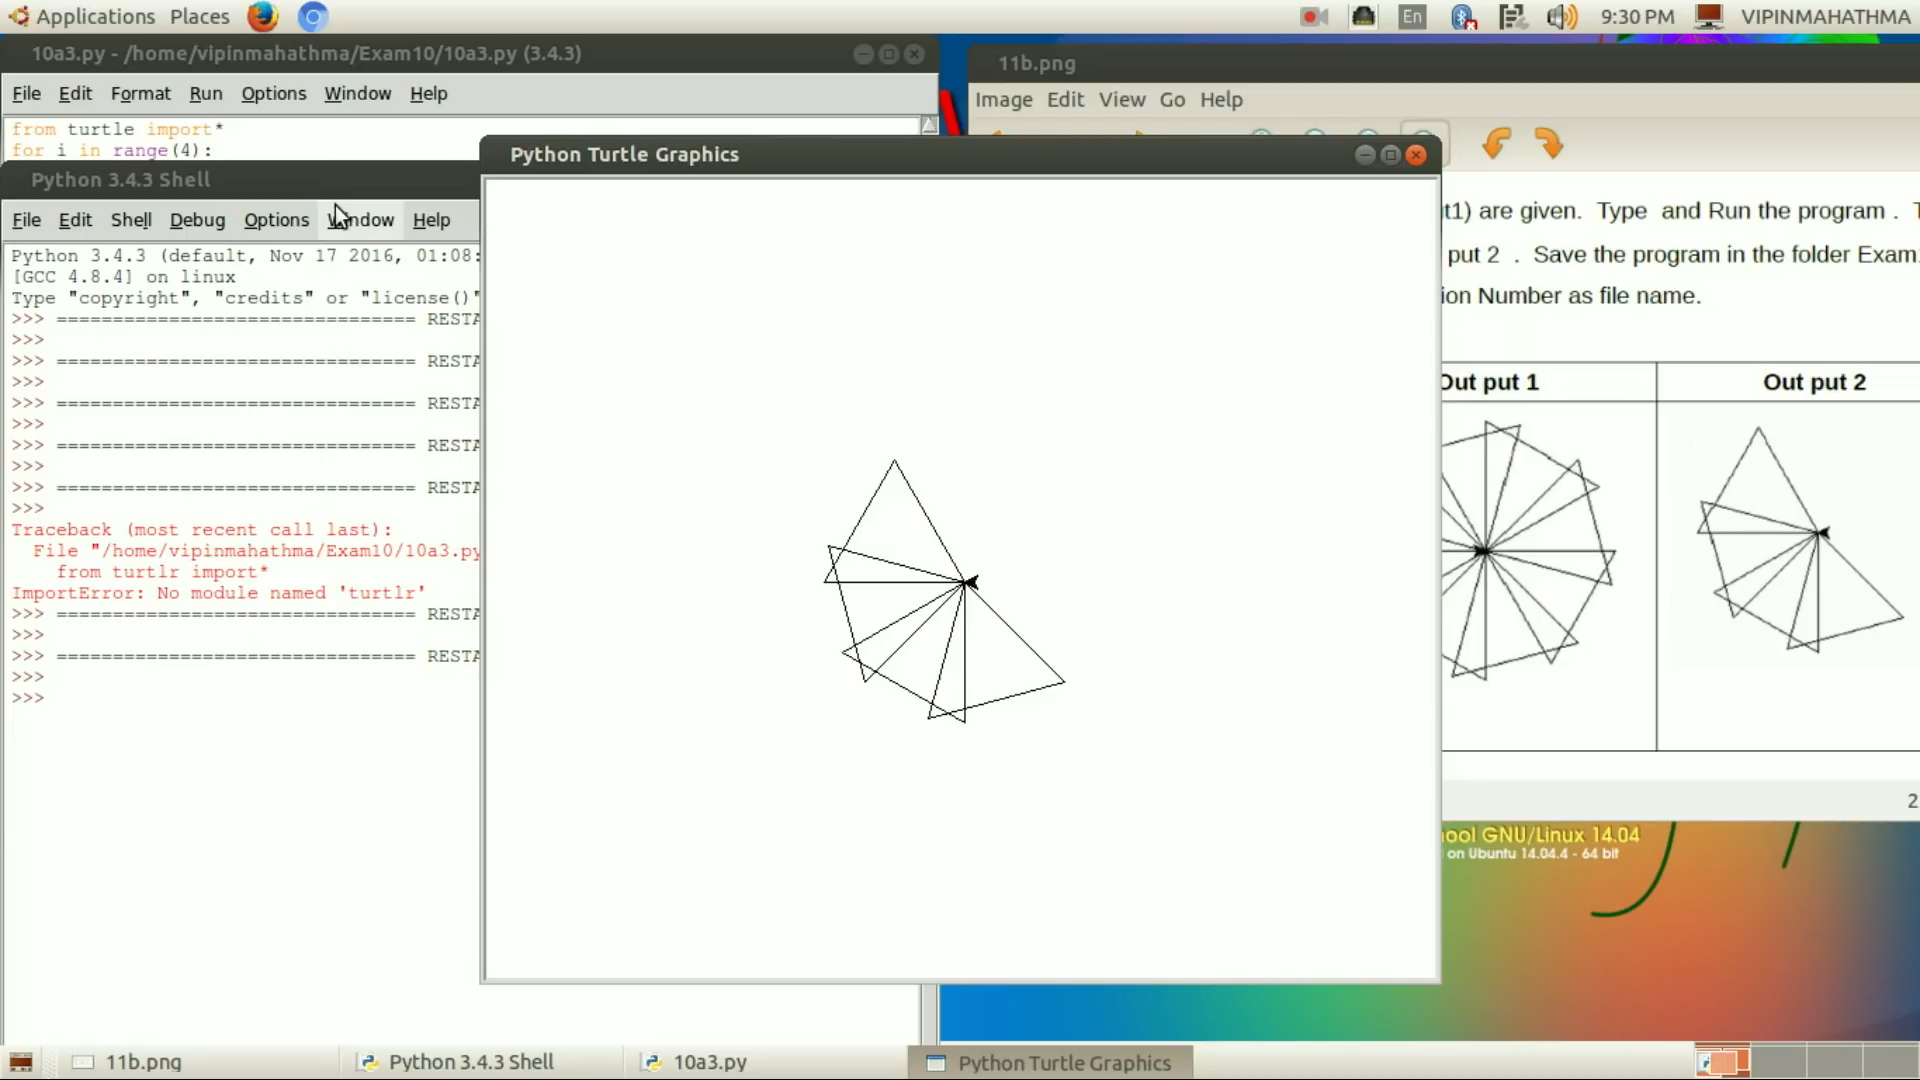 Applications Places
En 9:30 PM VIPINMAHATHMA
10a3.py - /home/vipinmahathma/Exam10/10a3.py (3.4.3)
File Edit Format Run Options Window Help
from turtle import*
for i in range(4):
Python 3.4.3 Shell
File Edit Shell Debug Options Window Help
Python 3.4.3 (default, Nov 17 2016, 01:08:
[GCC 4.8.4] on linux
Type "copyright", "credits" or "license()"
>>> ================================ RESTA
>>>
>>> ================================ RESTA
>>>
>>> ================================ RESTA
>>>
>>> ================================ RESTA
>>>
>>> ================================ RESTA
>>>
Traceback (most recent call last):
File "/home/vipinmahathma/Exam10/10a3.py
from turtlr import*
ImportError: No module named 'turtlr'
>>> ================================ RESTA
>>>
>>> ================================ RESTA
>>>
>>>
Python Turtle Graphics
11b.png
Image Edit View Go Help
t1) are given. Type and Run the program . T
put 2 . Save the program in the folder Exam
ion Number as file name.
Out put 1 Out put 2
2
ool GNU/Linux 14.04
on Ubuntu 14.04.4 - 64 bit
11b.png Python 3.4.3 Shell 10a3.py Python Turtle Graphics